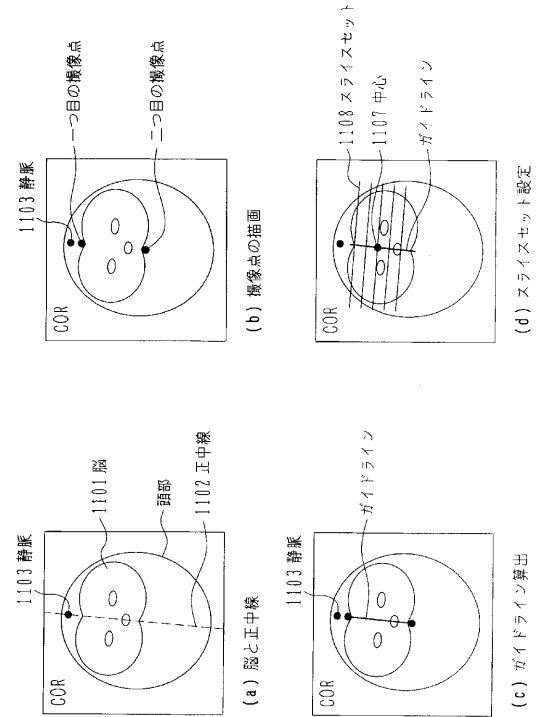 COR
1103 静脈
1101 脳
頭部
1102 正中線
(a) 脳と正中線
COR
1103 静脈
一つ目の撮像点
二つ目の撮像点
(b) 撮像点の描画
COR
1103 静脈
ガイドライン
(c) ガイドライン算出
COR
1108 スライスセット
1107 中心
ガイドライン
(d) スライスセット設定